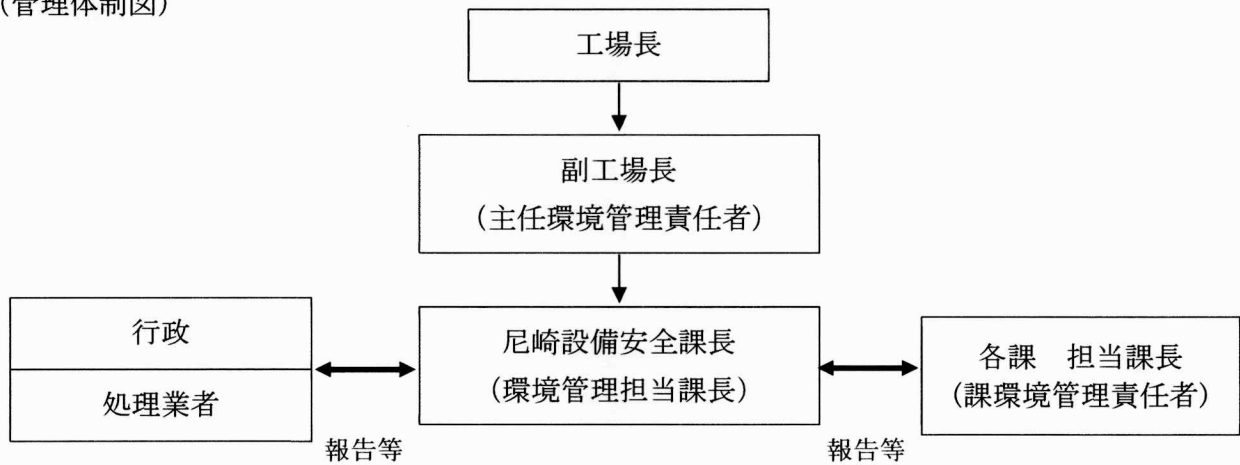 （管理体制図）
工場長
副工場長
（主任環境管理責任者）
行政
処理業者
尼崎設備安全課長
（環境管理担当課長）
各課　担当課長
（課環境管理責任者）
報告等
報告等